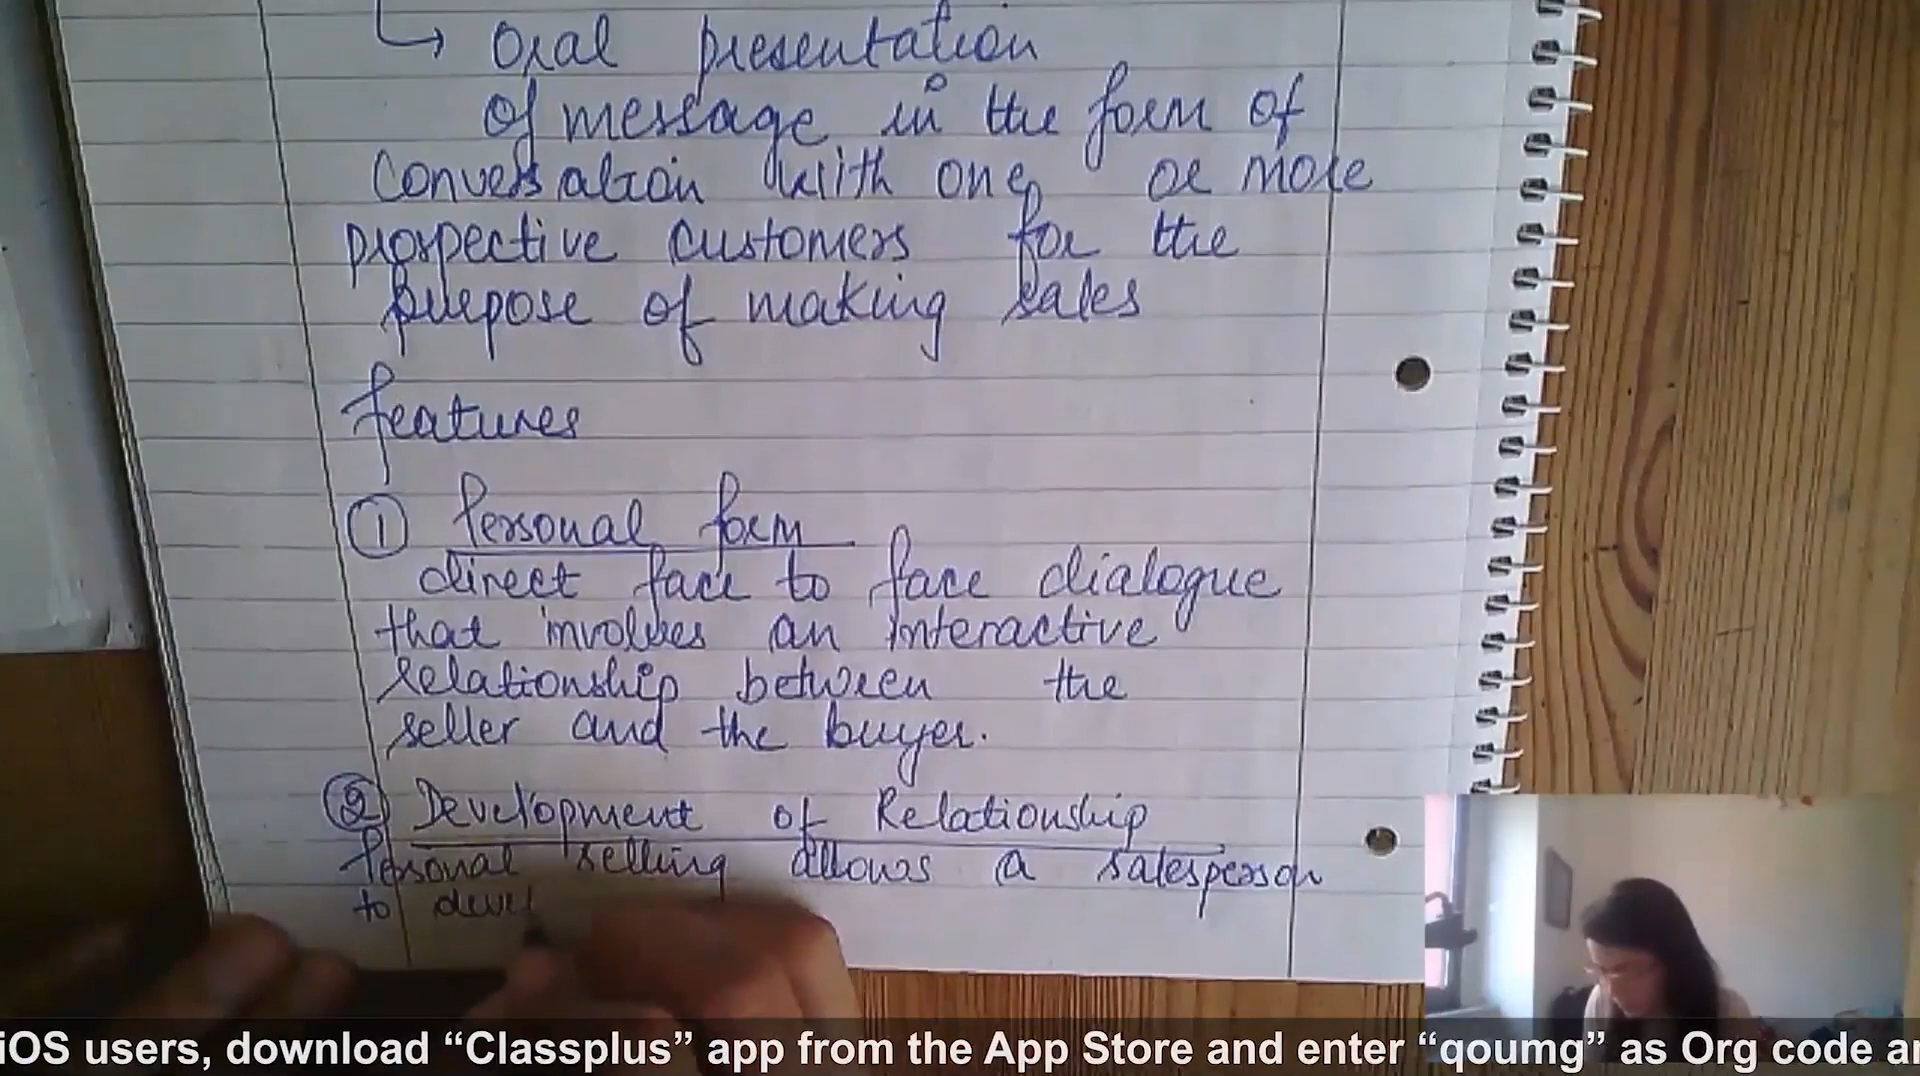 Oral presentation
of message in the form of
conversation with one or more
prospective customers for the
purpose of making sales
features
① Personal form
direct face to face dialogue
that involves an interactive
relationship between the
seller and the buyer.
② Development of Relationship
Personal selling allows a salesperson
to devel
iOS users, download “Classplus” app from the App Store and enter “qoumg” as Org code an